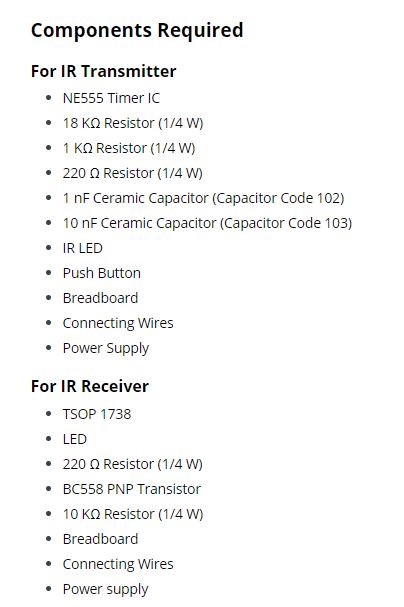 Components Required
For IR Transmitter
NE555 Timer IC
18 KΩ Resistor (1/4 W)
1 KΩ Resistor (1/4 W)
220 Ω Resistor (1/4 W)
1 nF Ceramic Capacitor (Capacitor Code 102)
10 nF Ceramic Capacitor (Capacitor Code 103)
IR LED
Push Button
Breadboard
Connecting Wires
Power Supply
For IR Receiver
TSOP 1738
LED
220 Ω Resistor (1/4 W)
BC558 PNP Transistor
10 KΩ Resistor (1/4 W)
Breadboard
Connecting Wires
Power supply